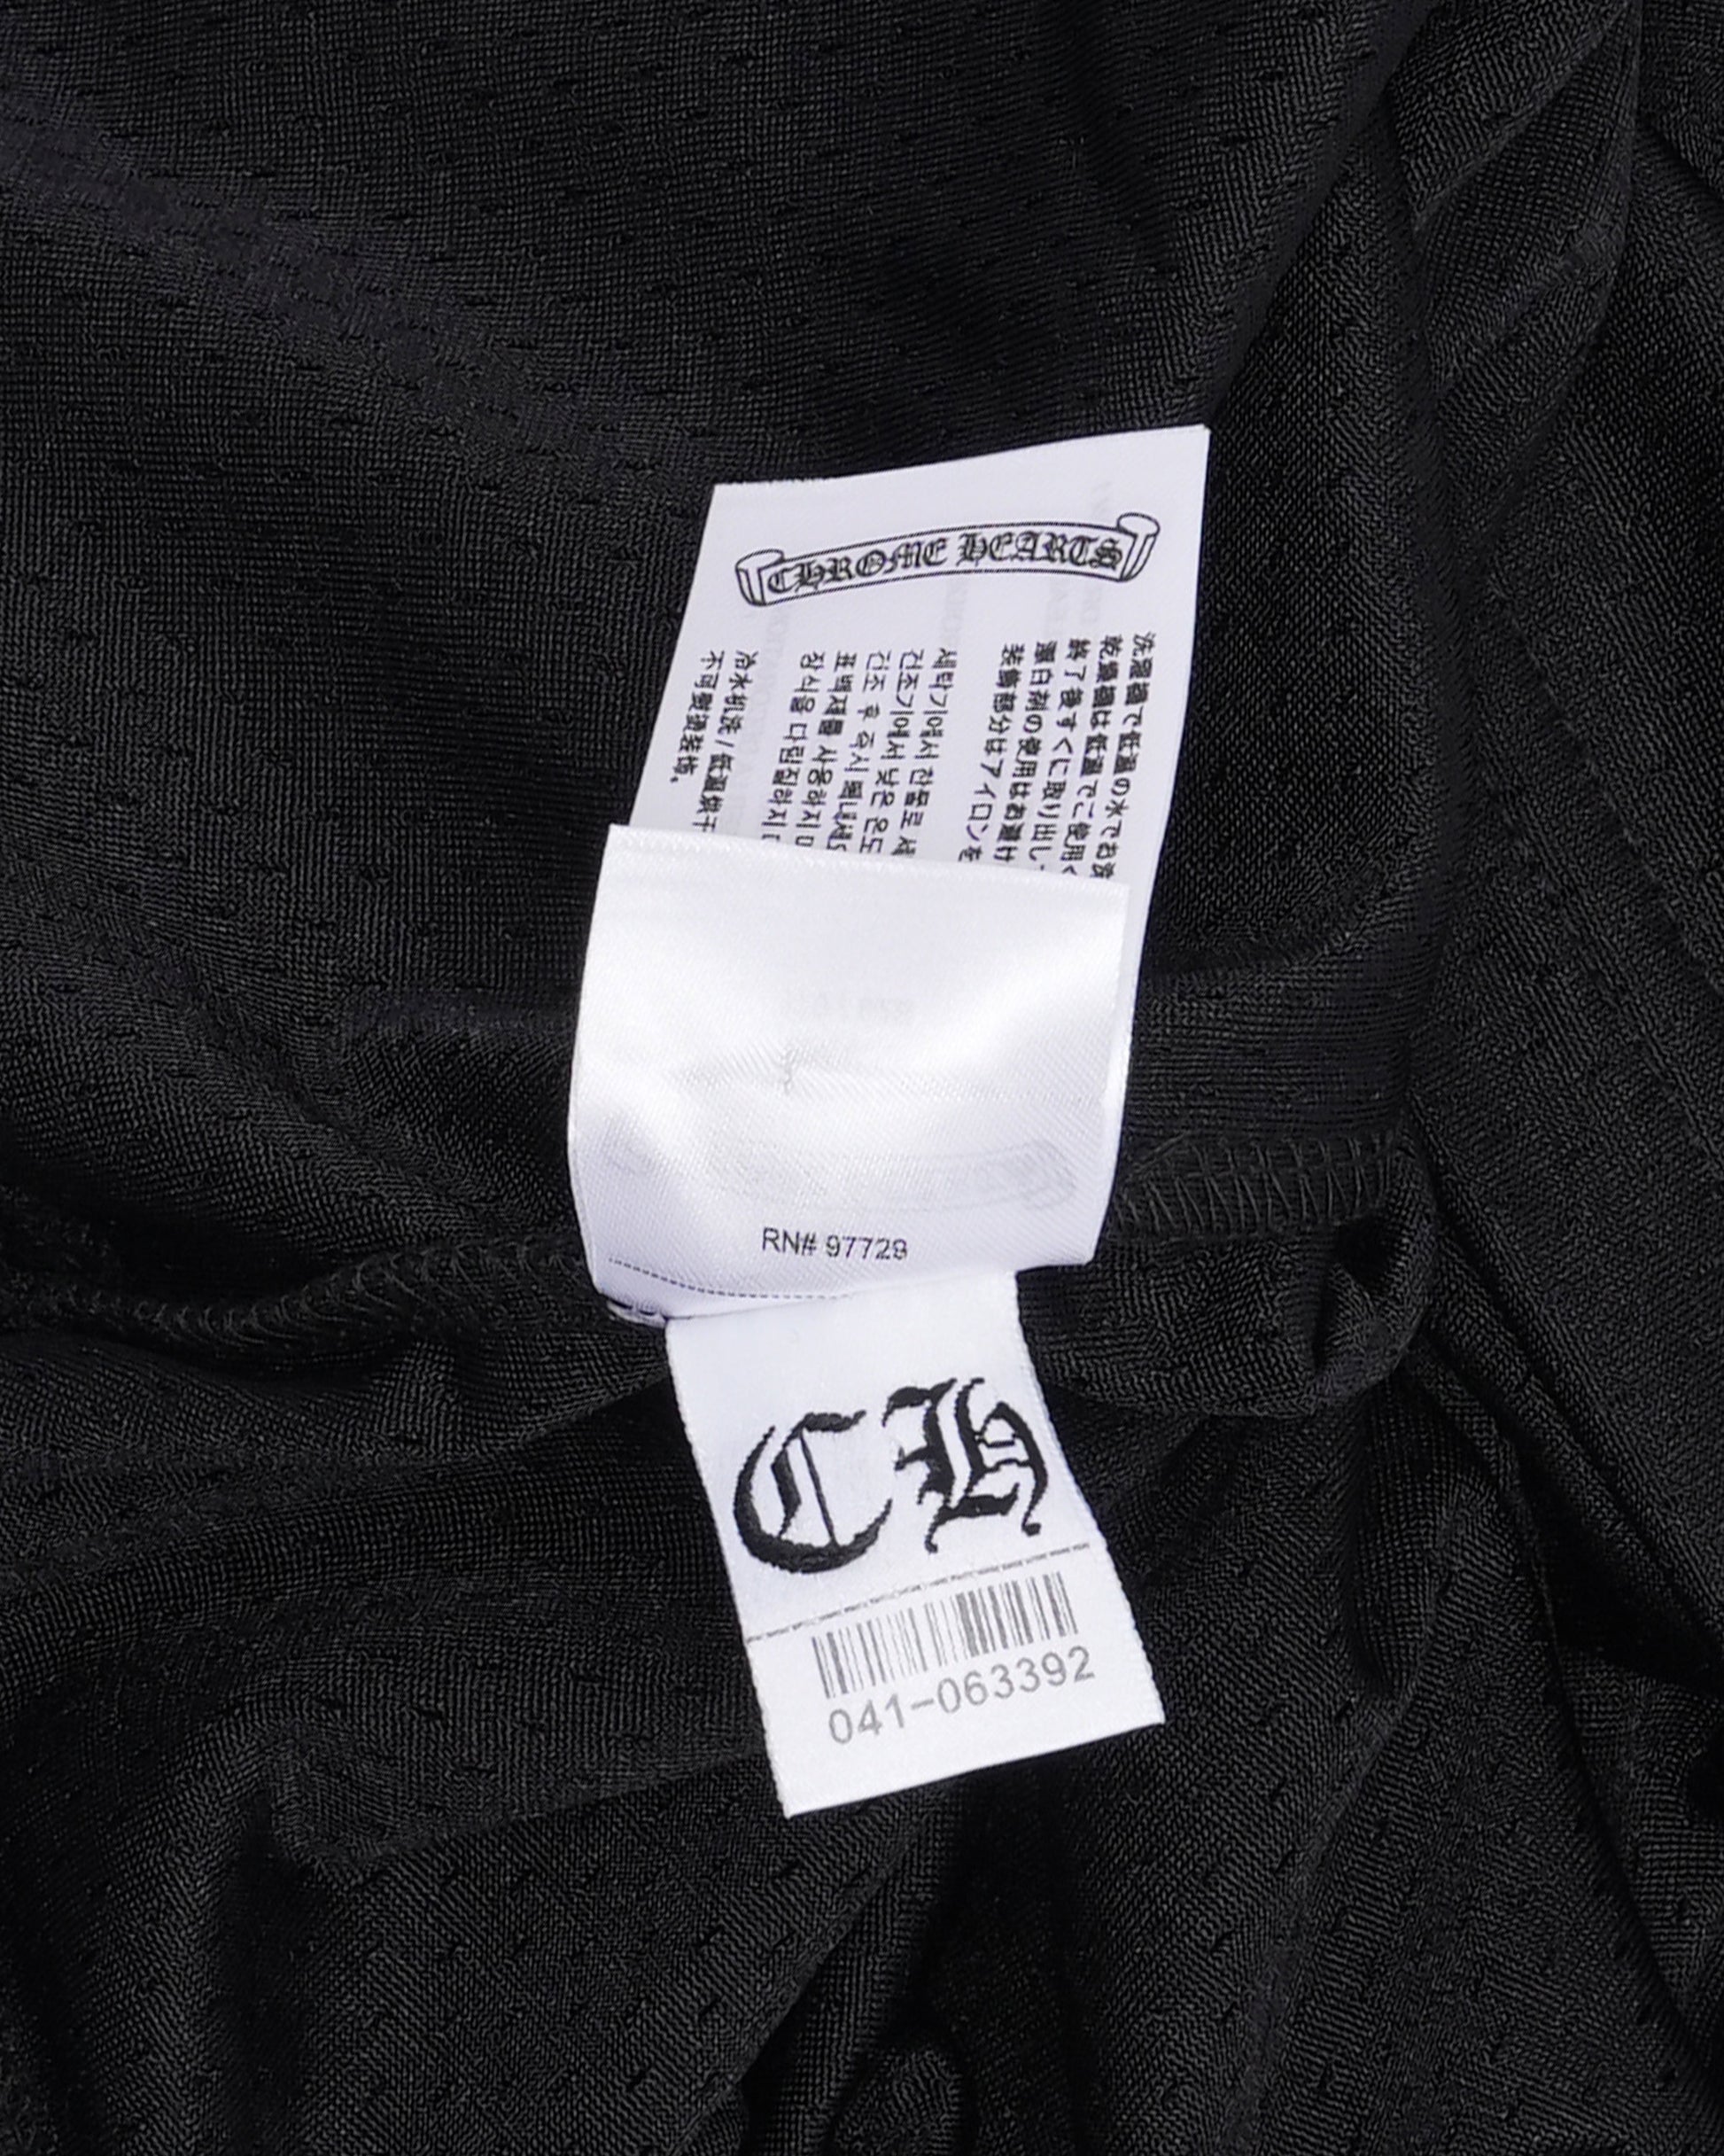 CHROME HEARTS
洗濯機で低温の水でお洗
乾燥機は低温でご使用く
終了後すぐに取り出し、
漂白剤の使用はお避け
装飾部分はアイロンを
세탁기에서 찬물로 세
건조기에서 낮은 온도
건조 후 즉시 꺼내세요
표백제를 사용하지 마
장식을 다림질하지 마
冷水机洗 / 低温烘干
不可熨烫装饰。
RN# 97729
CH
041-063392